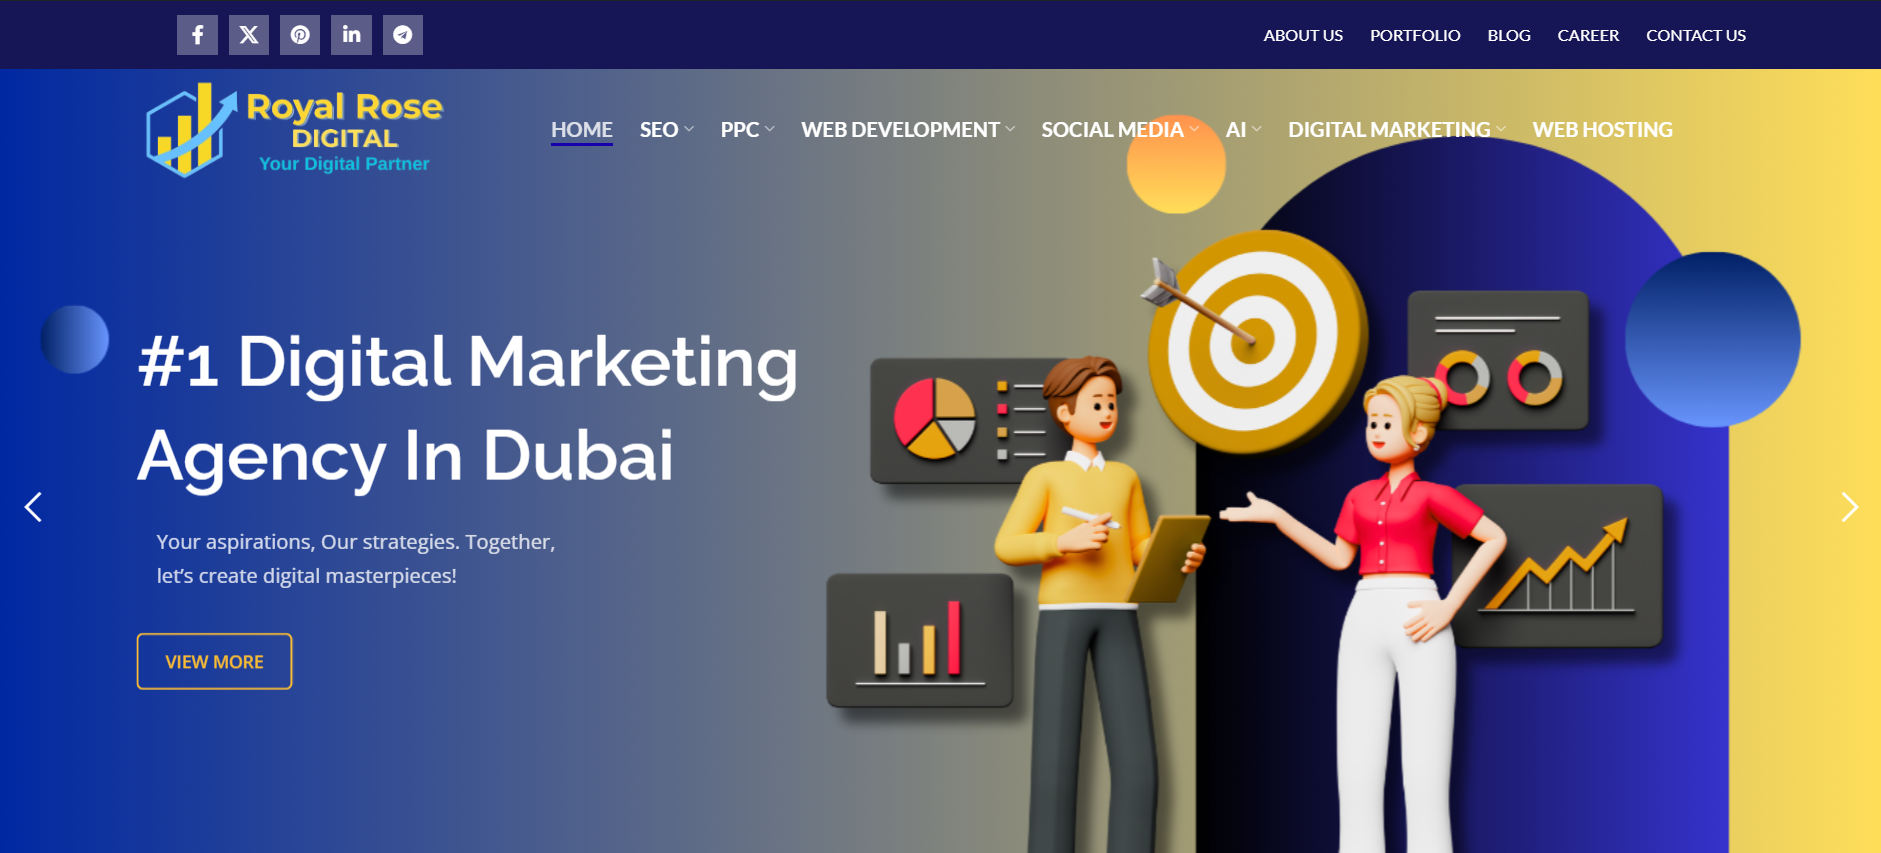 ABOUT US PORTFOLIO BLOG CAREER CONTACT US
Royal Rose
DIGITAL
Your Digital Partner
HOME SEO PPC WEB DEVELOPMENT SOCIAL MEDIA AI DIGITAL MARKETING WEB HOSTING
#1 Digital Marketing
Agency In Dubai
Your aspirations, Our strategies. Together,
let's create digital masterpieces!
VIEW MORE